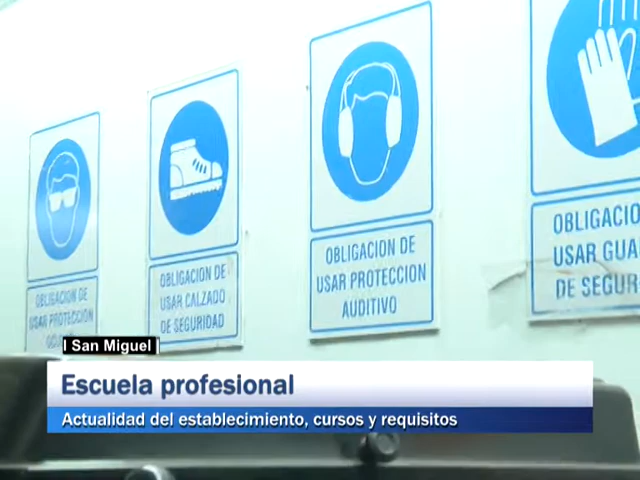 OBLIGACION DE
USAR PROTECCION
OBLIGACION DE
USAR CALZADO
DE SEGURIDAD
OBLIGACION DE
USAR PROTECCION
AUDITIVO
OBLIGACIO
USAR GUA
DE SEGUR
San Miguel
Escuela profesional
Actualidad del establecimiento, cursos y requisitos